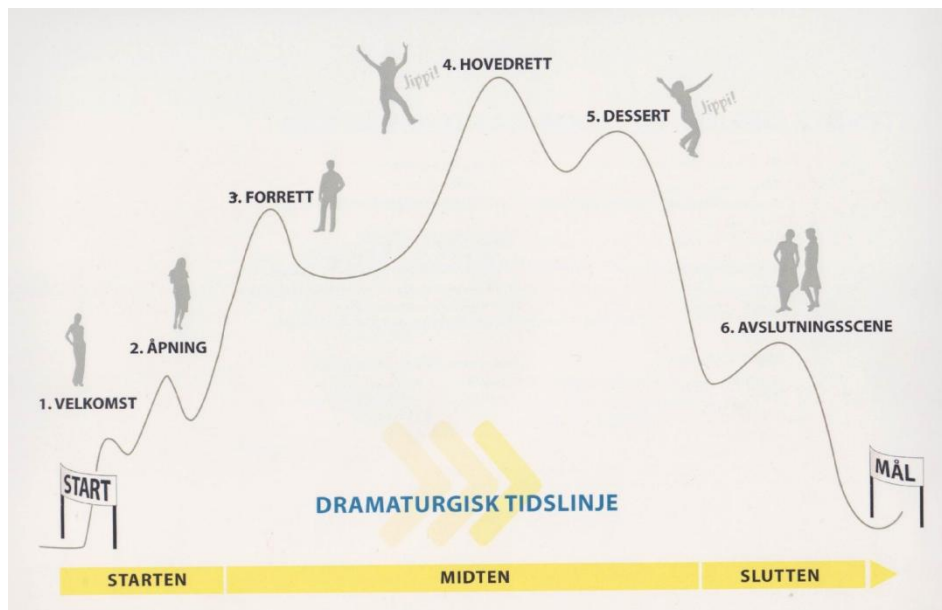 Jippi!
4. HOVEDRETT
5. DESSERT
Jippi!
3. FORRETT
2. ÅPNING
6. AVSLUTNINGSSCENE
1. VELKOMST
START
MÅL
DRAMATURGISK TIDSLINJE
STARTEN
MIDTEN
SLUTTEN